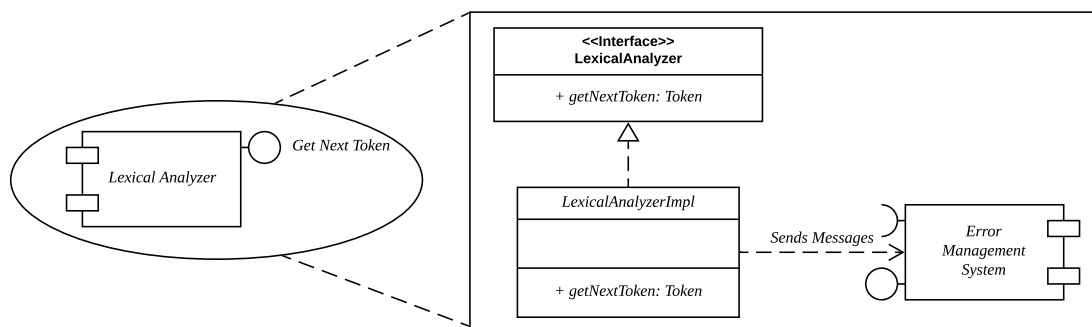 Get Next Token
Lexical Analyzer
<<Interface>>
LexicalAnalyzer
+ getNextToken: Token
LexicalAnalyzerImpl
+ getNextToken: Token
Sends Messages
Error
Management
System